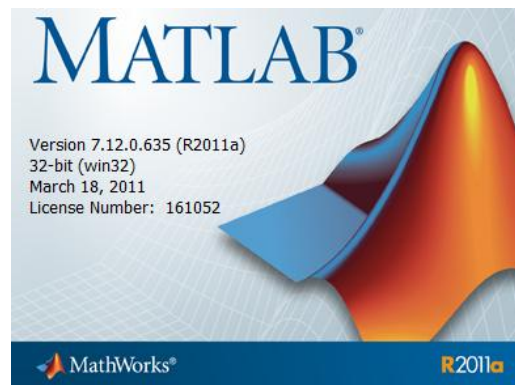 MATLAB®
Version 7.12.0.635 (R2011a)
32-bit (win32)
March 18, 2011
License Number: 161052
MathWorks®
R2011a